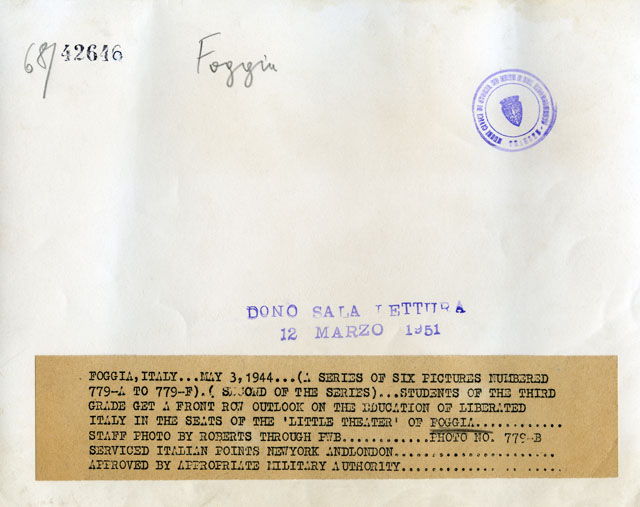 68/42646
Foggia
DONO SALA LETTURA
12 MARZO 1951
FOGGIA,ITALY...MAY 3,1944...(A SERIES OF SIX PICTURES NUMBERED
779-A TO 779-F).( SECOND OF THE SERIES)...STUDENTS OF THE THIRD
GRADE GET A FRONT ROW OUTLOOK ON THE EDUCATION OF LIBERATED
ITALY IN THE SEATS OF THE 'LITTLE THEATER' OF FOGGIA............
STAFF PHOTO BY ROBERTS THROUGH PWB............PHOTO NO. 779-B
SERVICED ITALIAN POINTS NEWYORK ANDLONDON......................
APPROVED BY APPROPRIATE MILITARY AUTHORITY......................